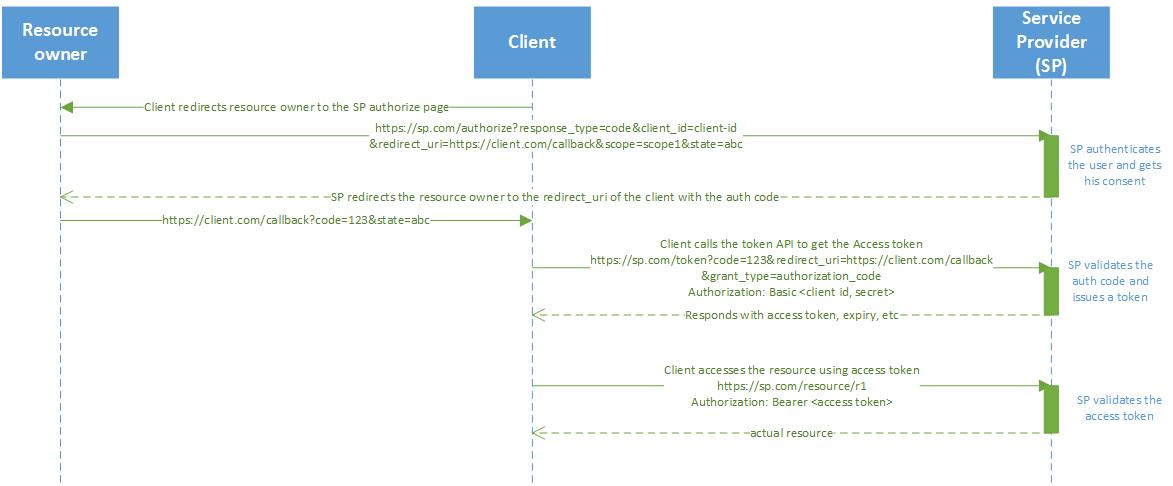 Resource
owner
Client
Service
Provider
(SP)
Client redirects resource owner to the SP authorize page
https://sp.com/authorize?response_type=code&client_id=client-id
&redirect_uri=https://client.com/callback&scope=scope1&state=abc
SP authenticates
the user and gets
his consent
SP redirects the resource owner to the redirect_uri of the client with the auth code
https://client.com/callback?code=123&state=abc
Client calls the token API to get the Access token
https://sp.com/token?code=123&redirect_uri=https://client.com/callback
&grant_type=authorization_code
Authorization: Basic <client id, secret>
SP validates the
auth code and
issues a token
Responds with access token, expiry, etc
Client accesses the resource using access token
https://sp.com/resource/r1
Authorization: Bearer <access token>
SP validates the
access token
actual resource